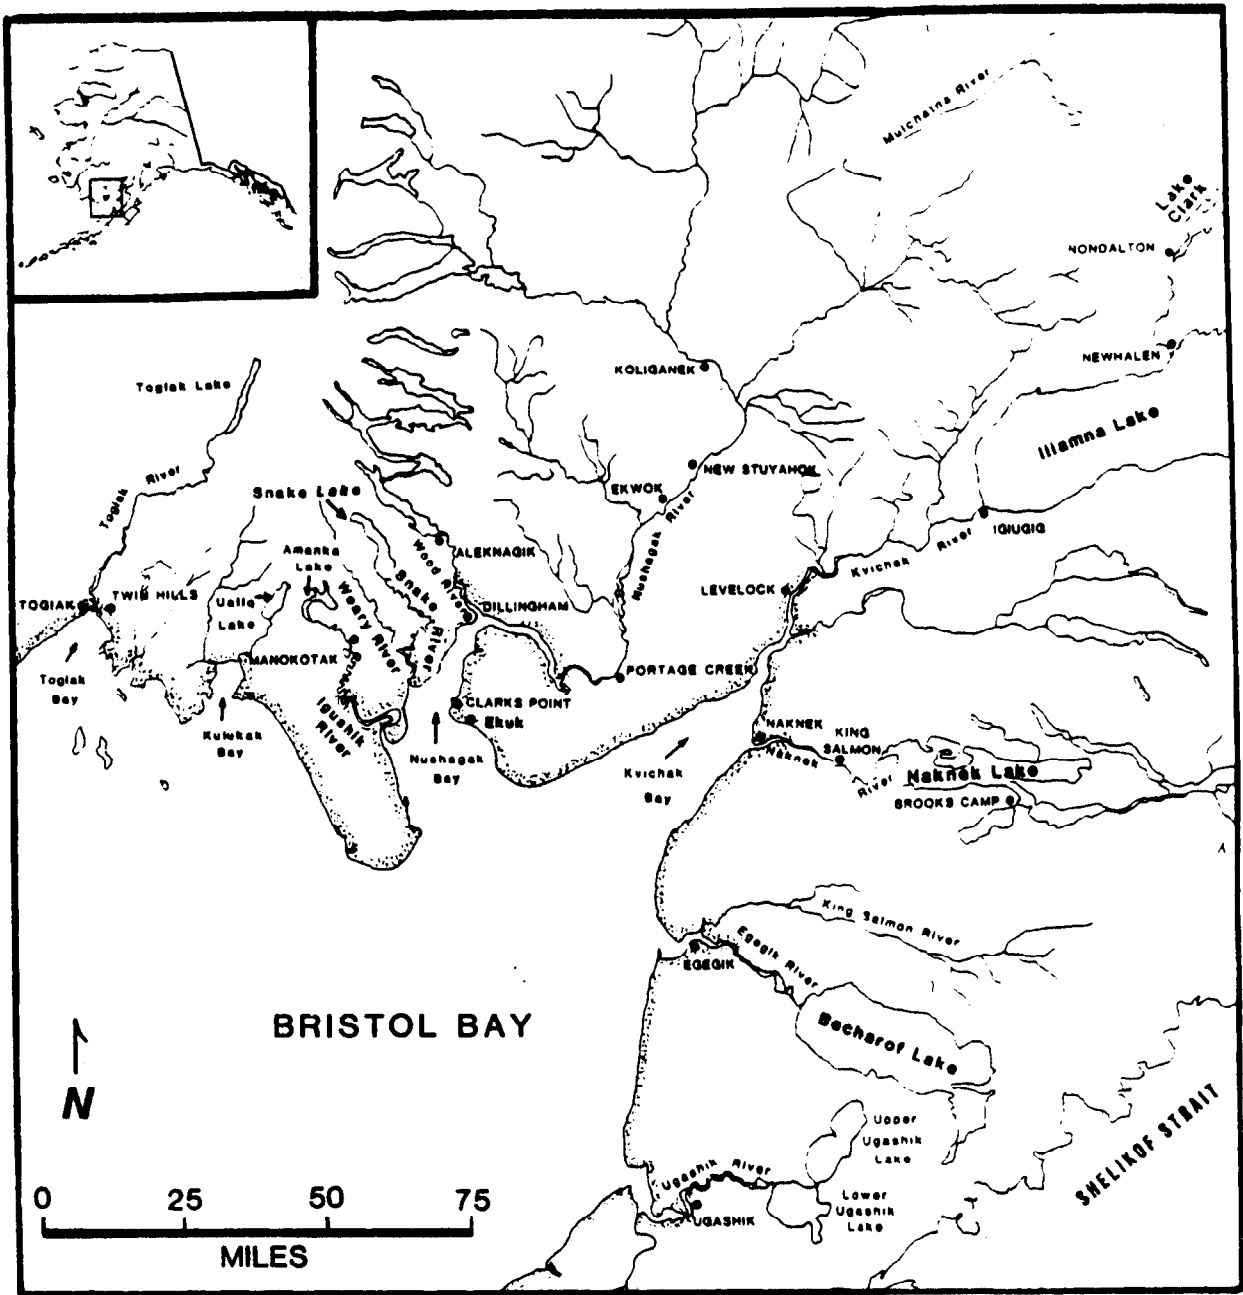 Mulchatna River
Lake
Clark
NONDALTON
NEWHALEN
KOLIGANEK
Togiak Lake
Iliamna Lake
Togiak River
NEW STUYAHOK
Snake Lake
EKWOK
Nushagak River
IGIUGIG
Kvichak River
Amanka
Lake
Wood River
ALEKNAGIK
Snake River
Weary River
LEVELOCK
TOGIAK
TWIN HILLS
Ualiq
Lake
DILLINGHAM
MANOKOTAK
PORTAGE CREEK
Togiak
Bay
Igushik
River
CLARKS POINT
Ekuk
Kulukak
Bay
Nushagak
Bay
Kvichak
Bay
NAKNEK
KING
SALMON
Naknek River
Naknek Lake
BROOKS CAMP
King Salmon River
EGEGIK
Egegik River
BRISTOL BAY
Becharof Lake
N
Upper
Ugashik
Lake
SHELIKOF STRAIT
Ugashik River
Lower
Ugashik
Lake
UGASHIK
0 25 50 75
MILES